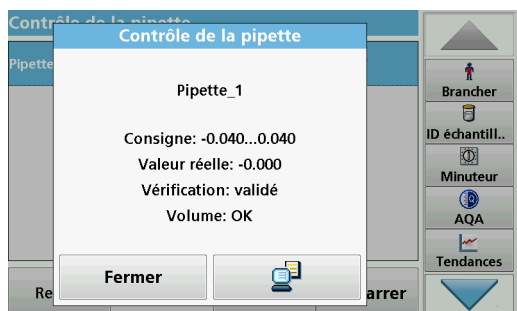 Contrôle de la pipette
Contrôle de la pipette
Pipette
Pipette_1
Consigne: -0.040...0.040
Valeur réelle: -0.000
Vérification: validé
Volume: OK
Fermer
Re
arrer
Brancher
ID échantill..
Minuteur
AQA
Tendances